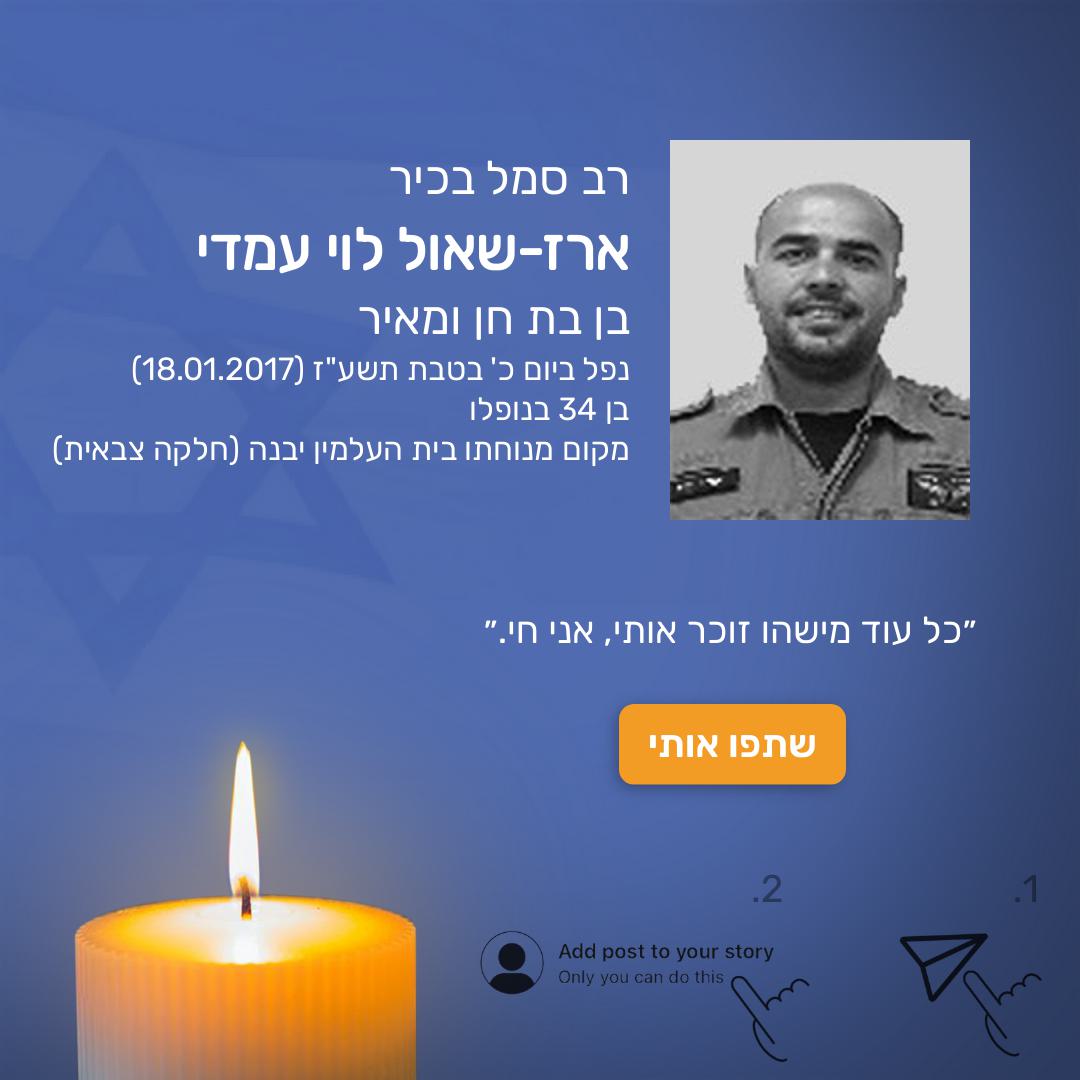 רב סמל בכיר
ארז-שאול לוי עמדי
בן בת חן ומאיר
נפל ביום כ' בטבת תשע"ז (18.01.2017)
בן 34 בנופלו
מקום מנוחתו בית העלמין יבנה (חלקה צבאית)
״כל עוד מישהו זוכר אותי, אני חי.״
שתפו אותי
.1
.2
Add post to your story
Only you can do this